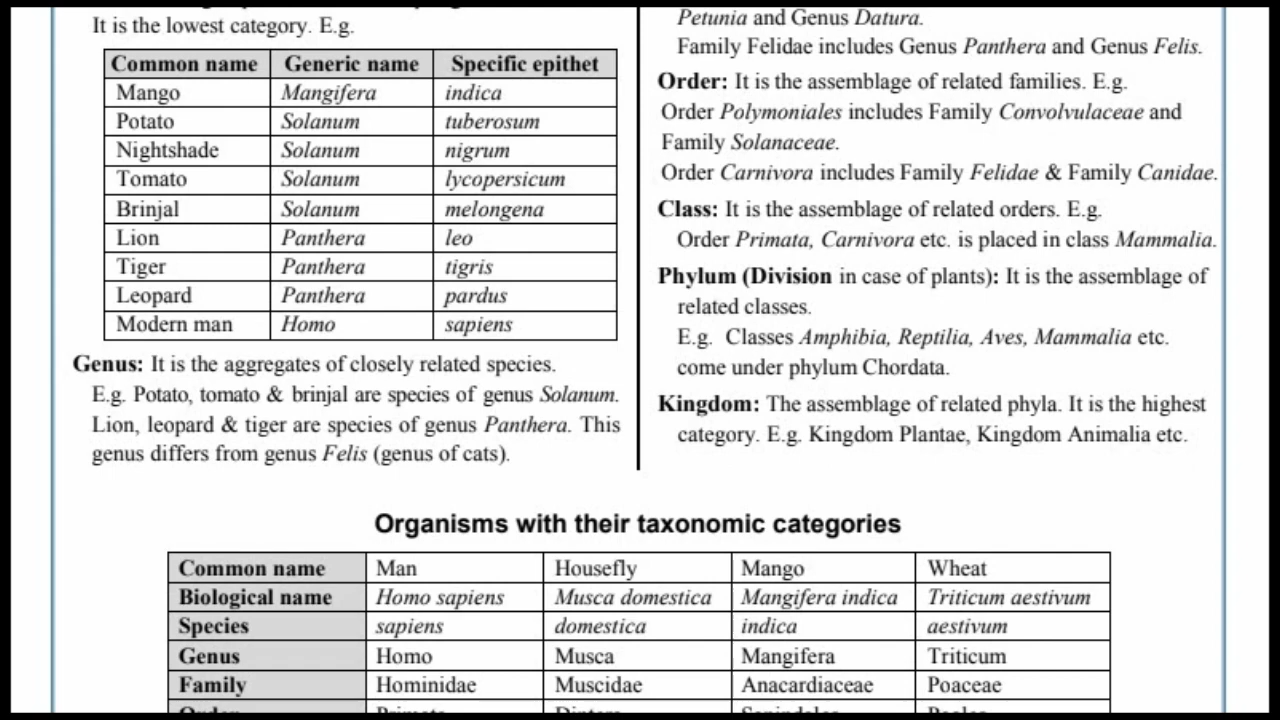 It is the lowest category. E.g.
Common name Generic name Specific epithet
Mango Mangifera indica
Potato Solanum tuberosum
Nightshade Solanum nigrum
Tomato Solanum lycopersicum
Brinjal Solanum melongena
Lion Panthera leo
Tiger Panthera tigris
Leopard Panthera pardus
Modern man Homo sapiens
Genus: It is the aggregates of closely related species.
E.g. Potato, tomato & brinjal are species of genus Solanum.
Lion, leopard & tiger are species of genus Panthera. This
genus differs from genus Felis (genus of cats).
Petunia and Genus Datura.
Family Felidae includes Genus Panthera and Genus Felis.
Order: It is the assemblage of related families. E.g.
Order Polymoniales includes Family Convolvulaceae and
Family Solanaceae.
Order Carnivora includes Family Felidae & Family Canidae.
Class: It is the assemblage of related orders. E.g.
Order Primata, Carnivora etc. is placed in class Mammalia.
Phylum (Division in case of plants): It is the assemblage of
related classes.
E.g. Classes Amphibia, Reptilia, Aves, Mammalia etc.
come under phylum Chordata.
Kingdom: The assemblage of related phyla. It is the highest
category. E.g. Kingdom Plantae, Kingdom Animalia etc.
Organisms with their taxonomic categories
Common name Man Housefly Mango Wheat
Biological name Homo sapiens Musca domestica Mangifera indica Triticum aestivum
Species sapiens domestica indica aestivum
Genus Homo Musca Mangifera Triticum
Family Hominidae Muscidae Anacardiaceae Poaceae